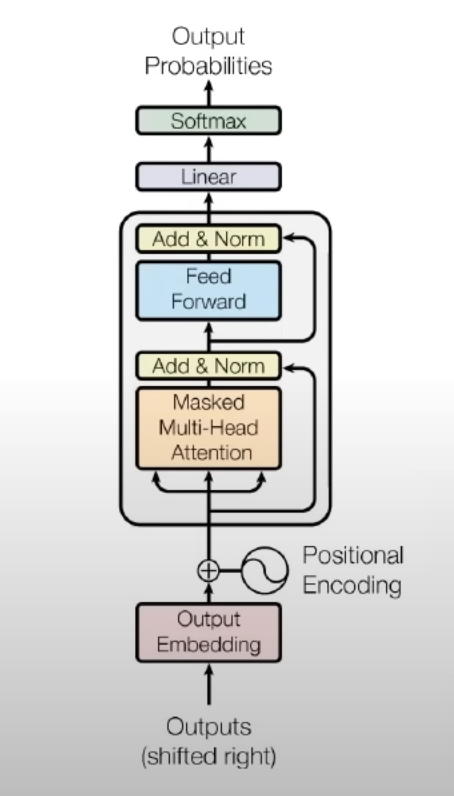 Output
Probabilities
Softmax
Linear
Add & Norm
Feed
Forward
Add & Norm
Masked
Multi-Head
Attention
Positional
Encoding
Output
Embedding
Outputs
(shifted right)